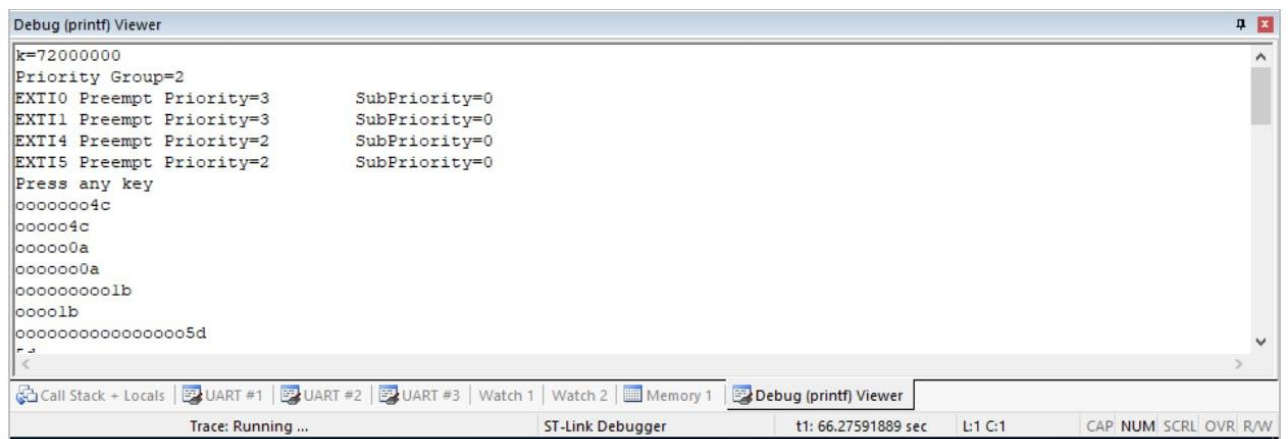 Debug (printf) Viewer
k=72000000
Priority Group=2
EXTI0 Preempt Priority=3 SubPriority=0
EXTI1 Preempt Priority=3 SubPriority=0
EXTI4 Preempt Priority=2 SubPriority=0
EXTI5 Preempt Priority=2 SubPriority=0
Press any key
ooooooo4c
ooooo4c
ooooo0a
oooooo0a
ooooooooo1b
oooo1b
oooooooooooooooo5d
Call Stack + Locals UART #1 UART #2 UART #3 Watch 1 Watch 2 Memory 1 Debug (printf) Viewer
Trace: Running ... ST-Link Debugger t1: 66.27591889 sec L:1 C:1 CAP NUM SCRL OVR R/W